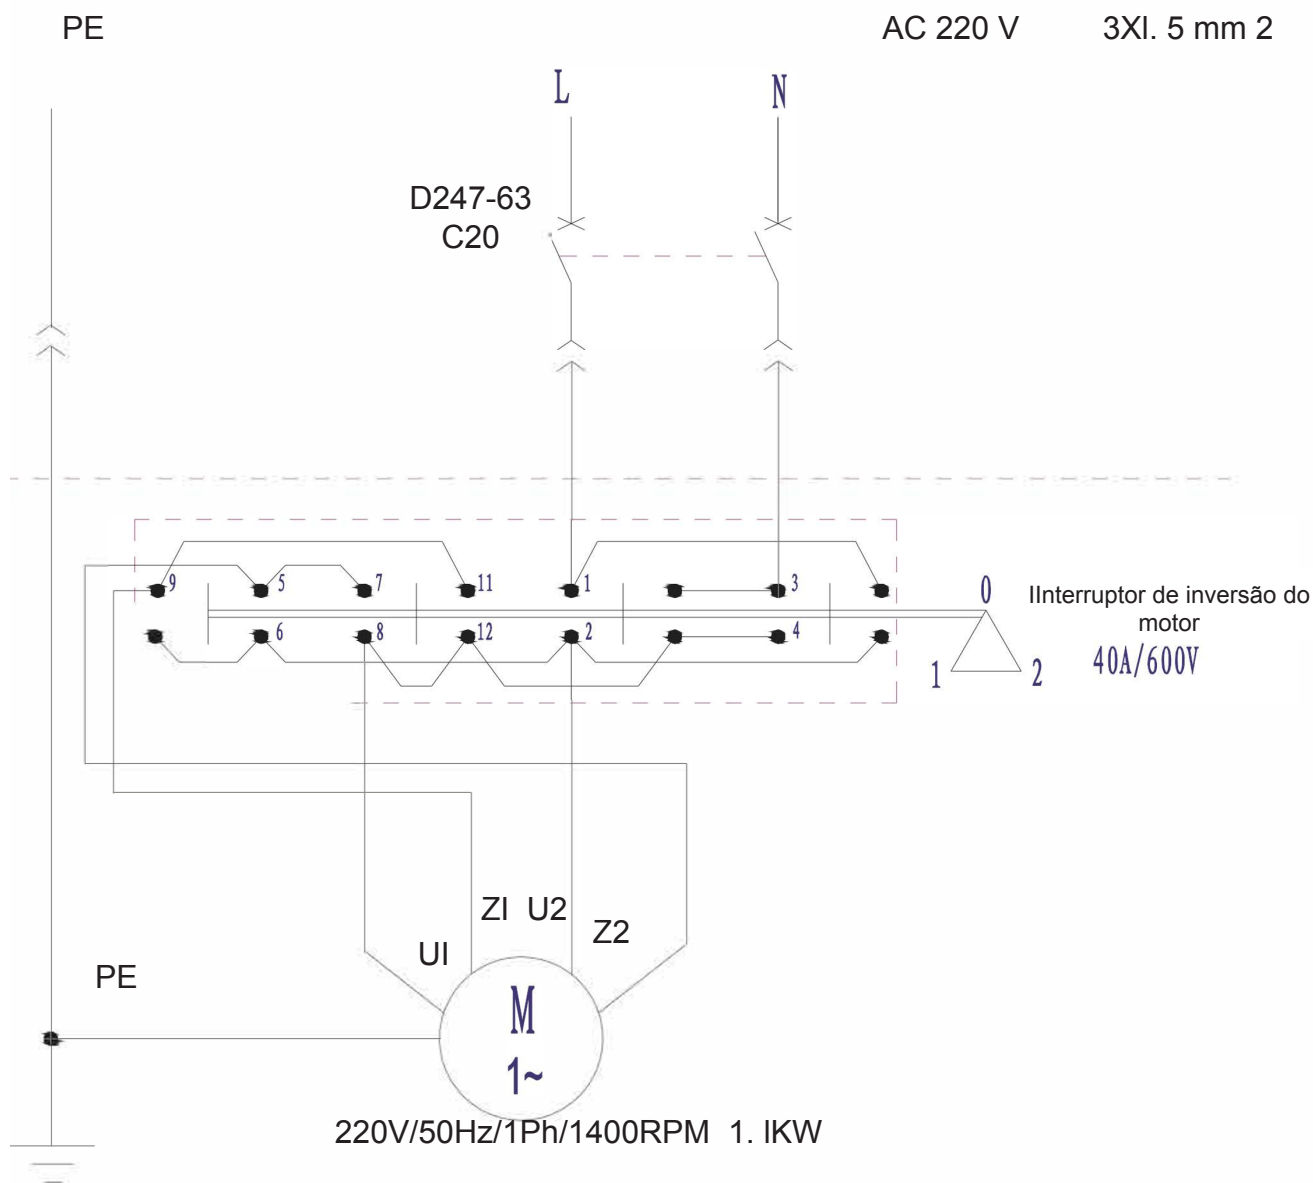 PE
AC 220 V 3Xl. 5 mm 2
L N
D247-63
C20
9 5 7 11 1 3
0
IInterruptor de inversão do
motor
6 8 12 2 4
1 2
40A/600V
ZI U2
Z2
UI
PE
M
1~
220V/50Hz/1Ph/1400RPM 1. IKW